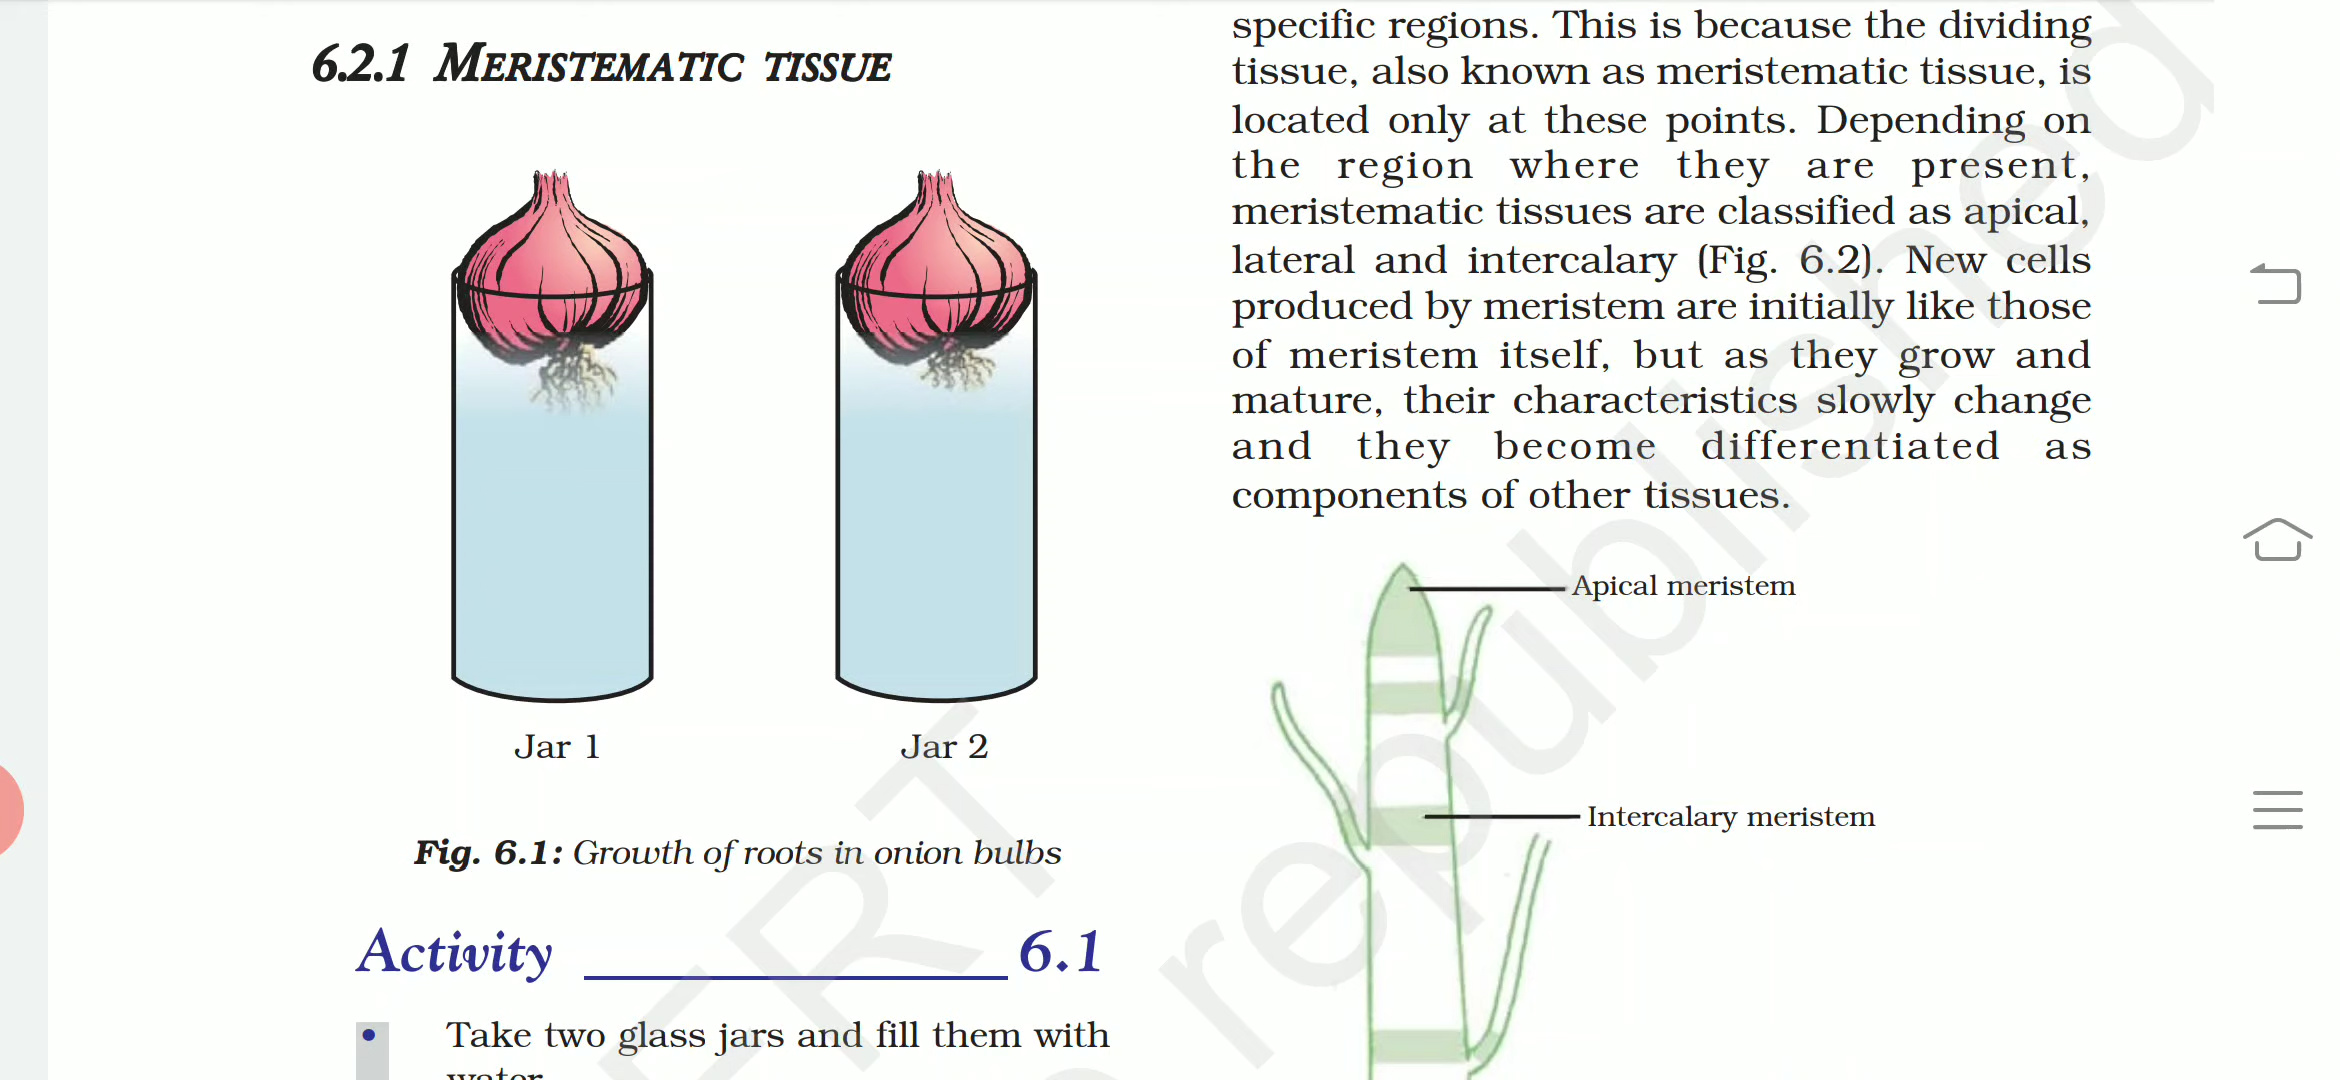 6.2.1 MERISTEMATIC TISSUE
Jar 1
Jar 2
Fig. 6.1: Growth of roots in onion bulbs
Activity 6.1
• Take two glass jars and fill them with
water.
specific regions. This is because the dividing
tissue, also known as meristematic tissue, is
located only at these points. Depending on
the region where they are present,
meristematic tissues are classified as apical,
lateral and intercalary (Fig. 6.2). New cells
produced by meristem are initially like those
of meristem itself, but as they grow and
mature, their characteristics slowly change
and they become differentiated as
components of other tissues.
Apical meristem
Intercalary meristem
republished